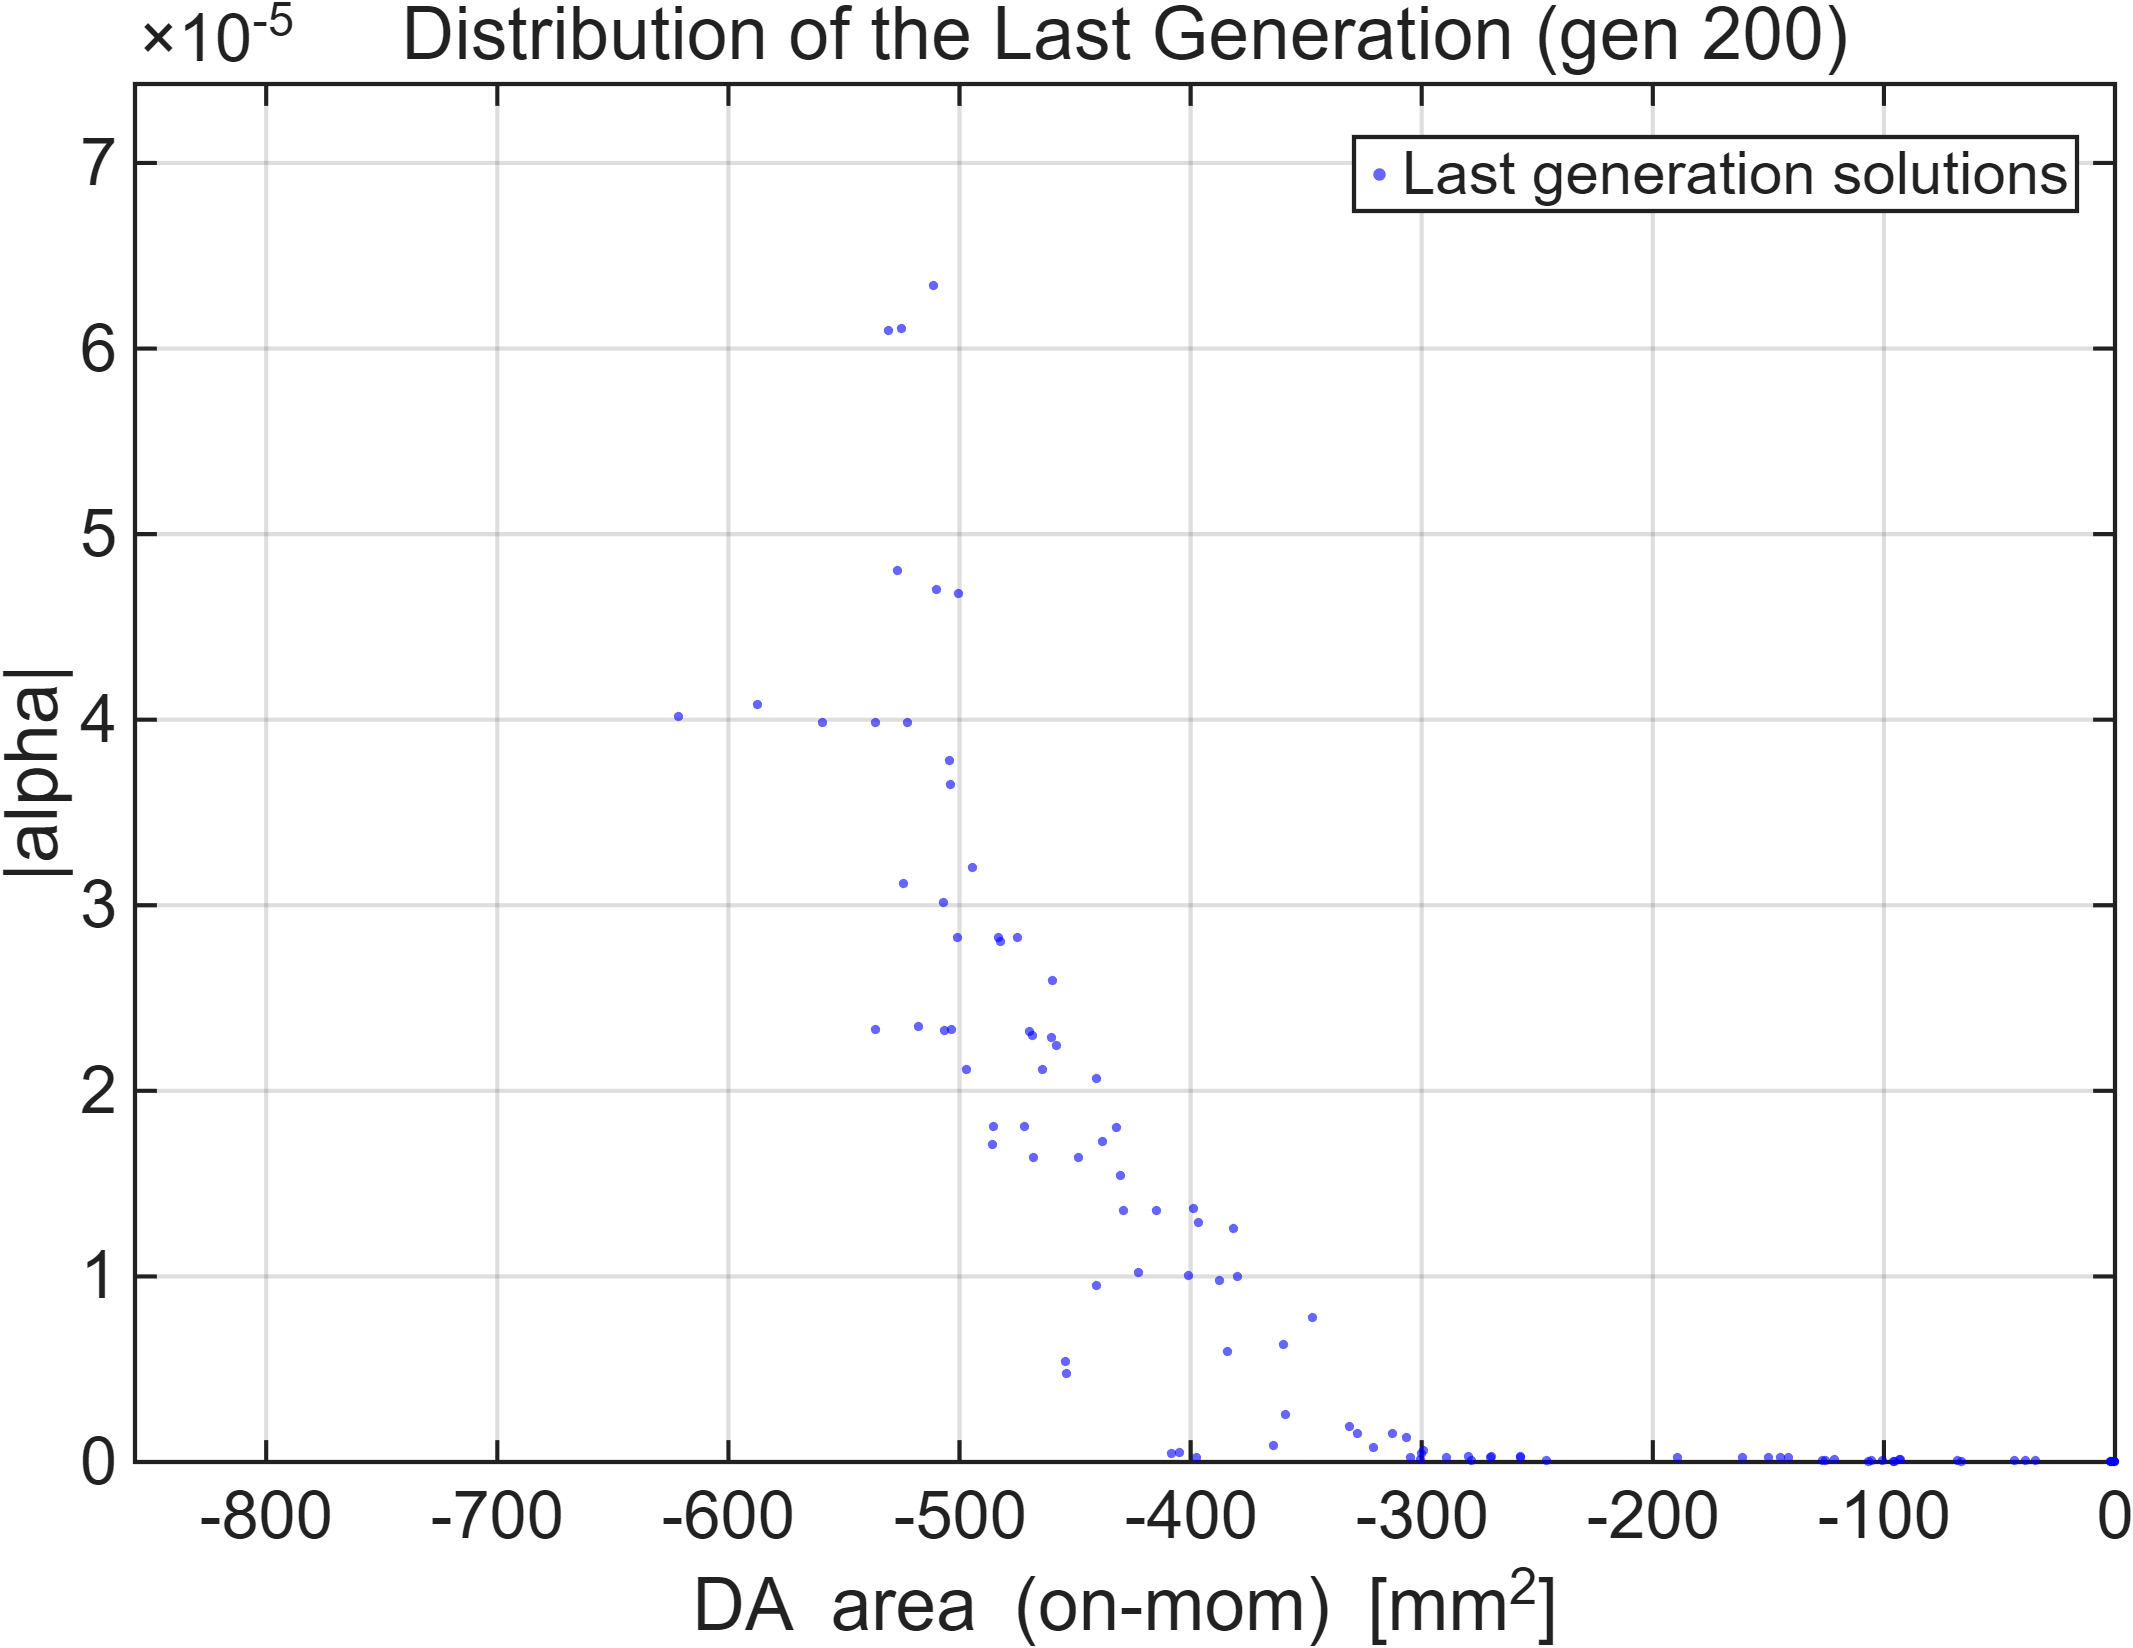 ×10-5 Distribution of the Last Generation (gen 200)
Last generation solutions
7
6
5
4
3
2
1
0
|alpha|
-800 -700 -600 -500 -400 -300 -200 -100 0
DA area (on-mom) [mm2]